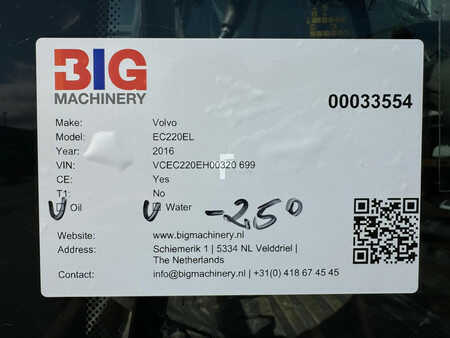 BIG
MACHINERY
00033554
Make: Volvo
Model: EC220EL
Year: 2016
VIN: VCEC220EH00320 699
CE: Yes
T1: No
Oil Water -25°
Website: www.bigmachinery.nl
Address: Schiemerik 1 | 5334 NL Velddriel |
The Netherlands
Contact: info@bigmachinery.nl | +31(0) 418 67 45 45